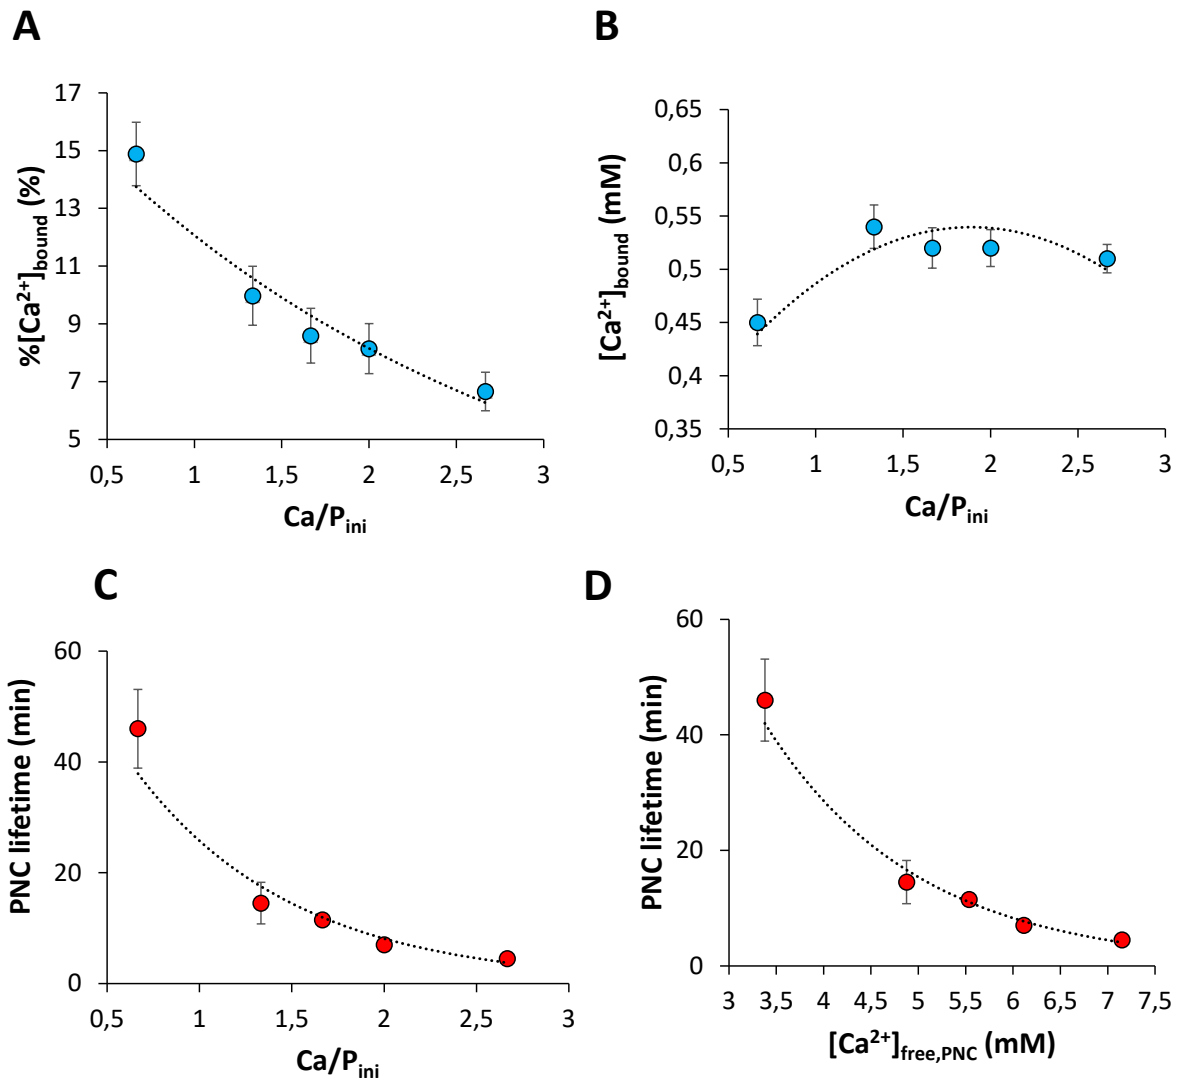 A
%[Ca²⁺]bound (%)
17
15
13
11
9
7
5
0,5 1 1,5 2 2,5 3
Ca/Pini
B
[Ca²⁺]bound (mM)
0,65
0,6
0,55
0,5
0,45
0,4
0,35
0,5 1 1,5 2 2,5 3
Ca/Pini
C
PNC lifetime (min)
60
40
20
0
0,5 1 1,5 2 2,5 3
Ca/Pini
D
PNC lifetime (min)
60
40
20
0
3 3,5 4 4,5 5 5,5 6 6,5 7 7,5
[Ca²⁺]free,PNC (mM)